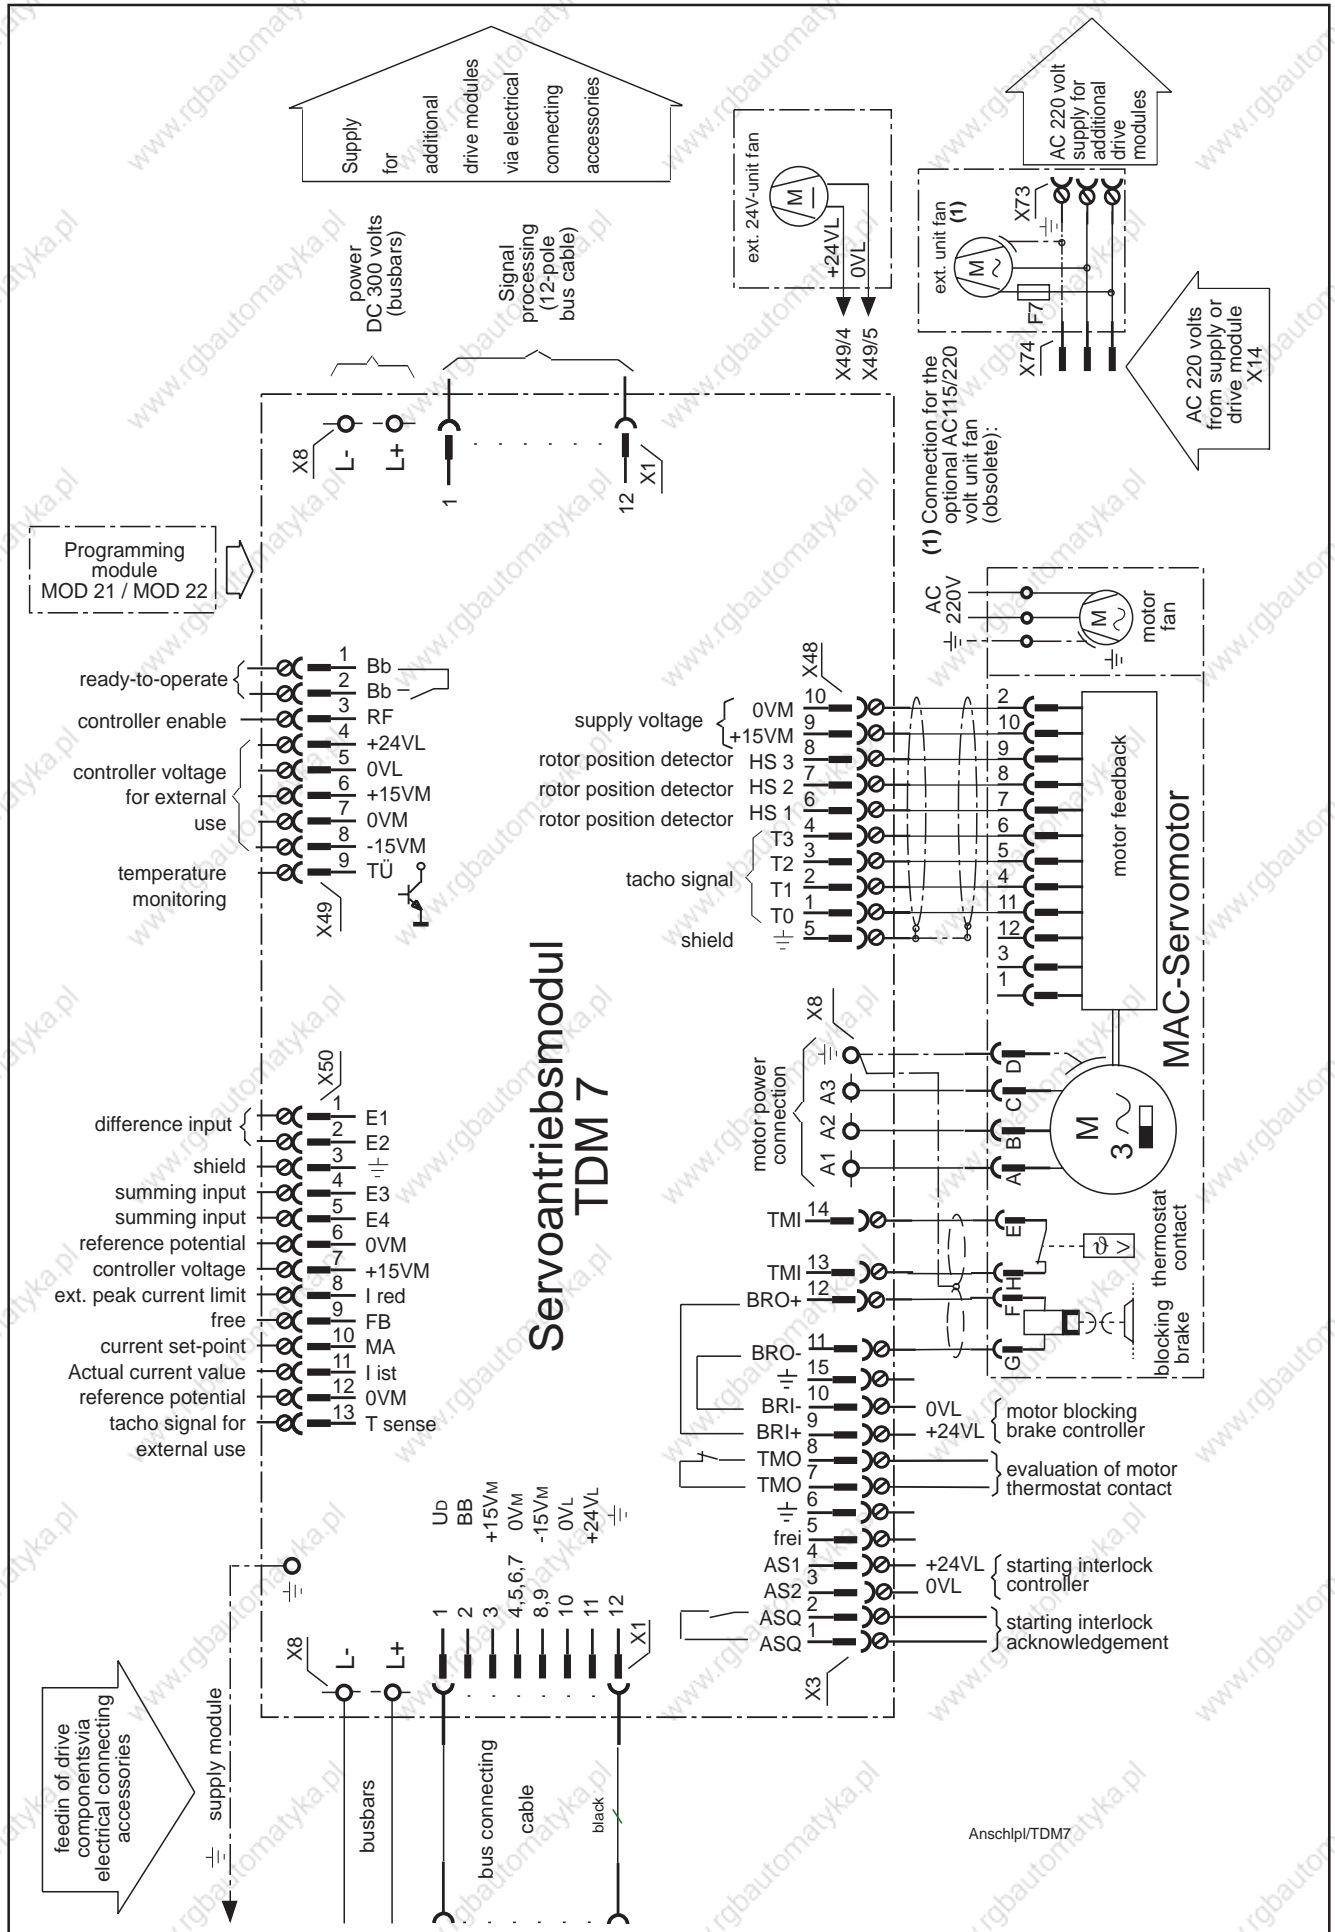 Supply
for
additional
drive modules
via electrical
connecting
accessories
AC 220 volt
supply for
additional
drive
modules
power
DC 300 volts
(busbars)
Signal
processing
(12-pole
bus cable)
ext. 24V-unit fan
M
+24VL
0VL
X49/4
X49/5
ext. unit fan
(1)
M
F7
X73
X74
AC 220 volts
from supply or
drive module
X14
(1) Connection for the
optional AC115/220
volt unit fan
(obsolete):
X8
L-
L+
1
12
X1
Programming
module
MOD 21 / MOD 22
ready-to-operate
1 Bb
2 Bb
controller enable 3 RF
controller voltage
for external
use
4 +24VL
5 0VL
6 +15VM
7 0VM
8 -15VM
temperature
monitoring
9 TÜ
X49
AC
220V
M
motor
fan
X48
supply voltage
0VM 10
+15VM 9
rotor position detector HS 3 8
rotor position detector HS 2 7
rotor position detector HS 1 6
tacho signal
T3 4
T2 3
T1 2
T0 1
shield 5
2
10
9
8
7
6
5
4
11
12
3
1
motor feedback
MAC-Servomotor
Servoantriebsmodul
TDM 7
X50
difference input
1 E1
2 E2
shield 3
summing input 4 E3
summing input 5 E4
reference potential 6 0VM
controller voltage 7 +15VM
ext. peak current limit 8 I red
free 9 FB
current set-point 10 MA
Actual current value 11 I ist
reference potential 12 0VM
tacho signal for
external use
13 T sense
motor power
connection
X8
A3
A2
A1
D
C
B
A
M
3
TMI 14
TMI 13
BRO+ 12
BRO- 11
15
BRI- 10
BRI+ 9
TMO 8
TMO 7
6
frei 5
AS1 4
AS2 3
ASQ 2
ASQ 1
X3
E
H
F
G
ϑ >
thermostat
contact
blocking
brake
0VL
+24VL
motor blocking
brake controller
evaluation of motor
thermostat contact
+24VL
0VL
starting interlock
controller
starting interlock
acknowledgement
UD
BB
+15VM
0VM
-15VM
0VL
+24VL
1
2
3
4,5,6,7
8,9
10
11
12
X1
X8
L-
L+
feedin of drive
componentsvia
electrical connecting
accessories
supply module
busbars
bus connecting
cable
black
Anschlpl/TDM7
www.rgbautomatyka.pl